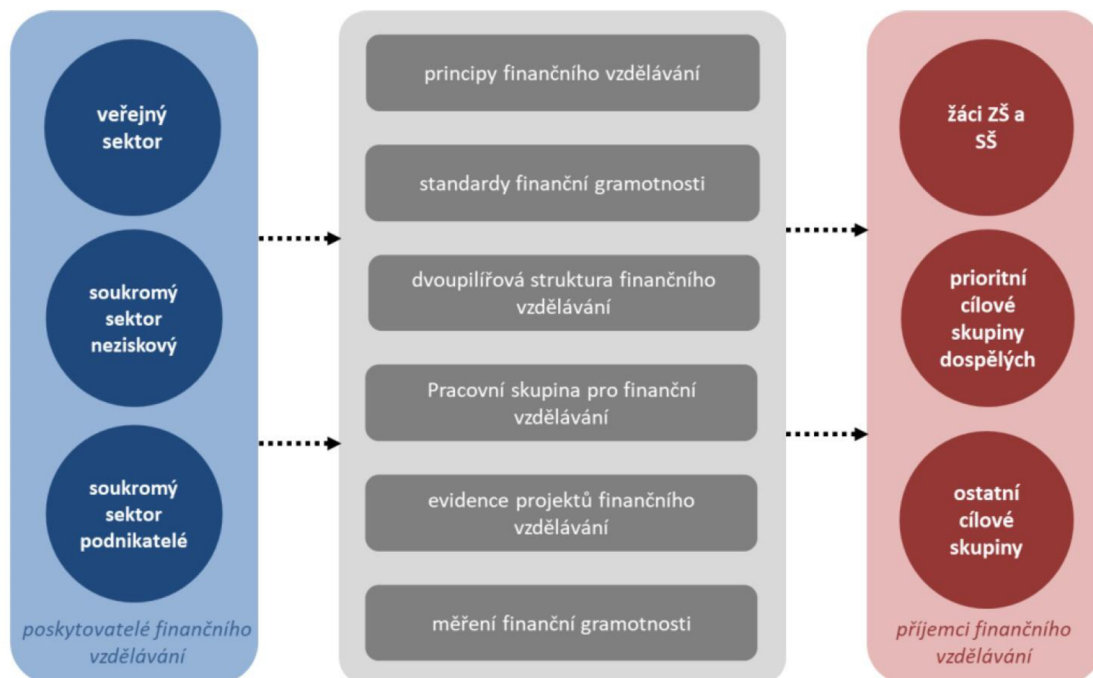 veřejný
sektor
soukromý
sektor
neziskový
soukromý
sektor
podnikatelé
poskytovatelé finančního
vzdělávání
principy finančního vzdělávání
standardy finanční gramotnosti
dvoupilířová struktura finančního
vzdělávání
Pracovní skupina pro finanční
vzdělávání
evidence projektů finančního
vzdělávání
měření finanční gramotnosti
žáci ZŠ a
SŠ
prioritní
cílové
skupiny
dospělých
ostatní
cílové
skupiny
příjemci finančního
vzdělávání